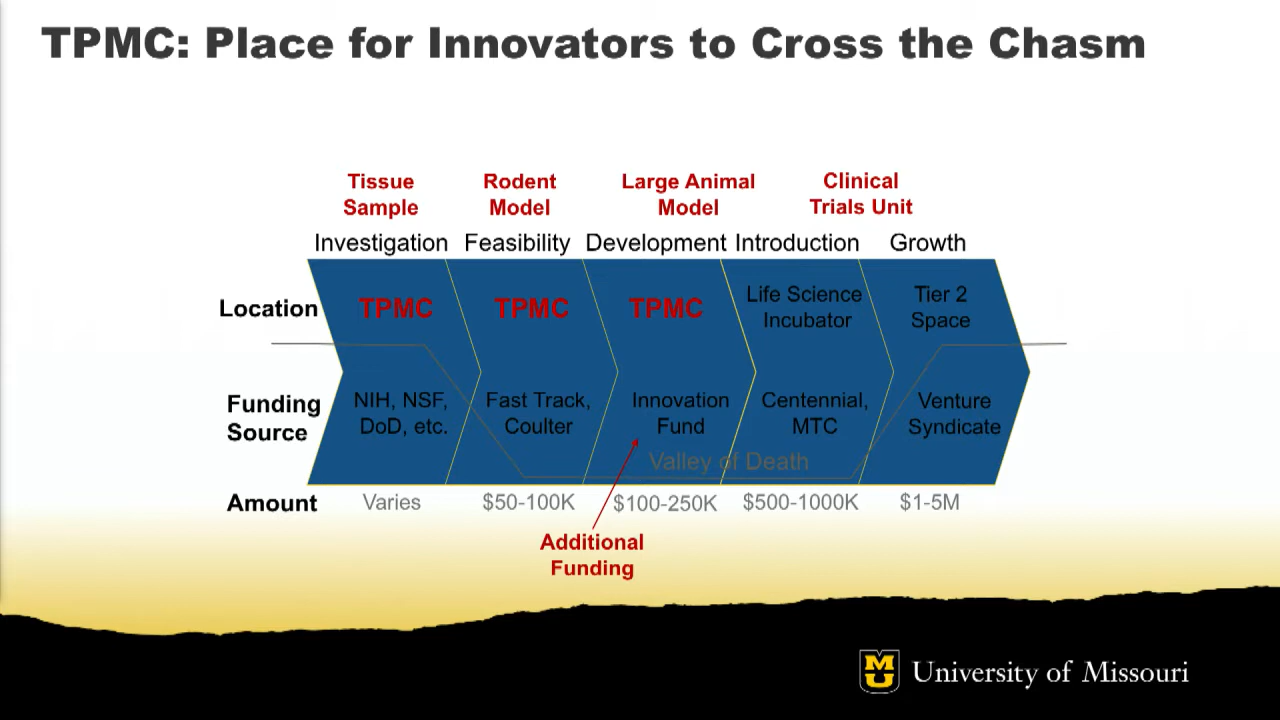 TPMC: Place for Innovators to Cross the Chasm
Tissue
Sample
Rodent
Model
Large Animal
Model
Clinical
Trials Unit
Investigation
Feasibility
Development
Introduction
Growth
Location
TPMC
TPMC
TPMC
Life Science
Incubator
Tier 2
Space
Funding
Source
NIH, NSF,
DoD, etc.
Fast Track,
Coulter
Innovation
Fund
Centennial,
MTC
Venture
Syndicate
Valley of Death
Amount
Varies
$50-100K
$100-250K
$500-1000K
$1-5M
Additional
Funding
MU
University of Missouri